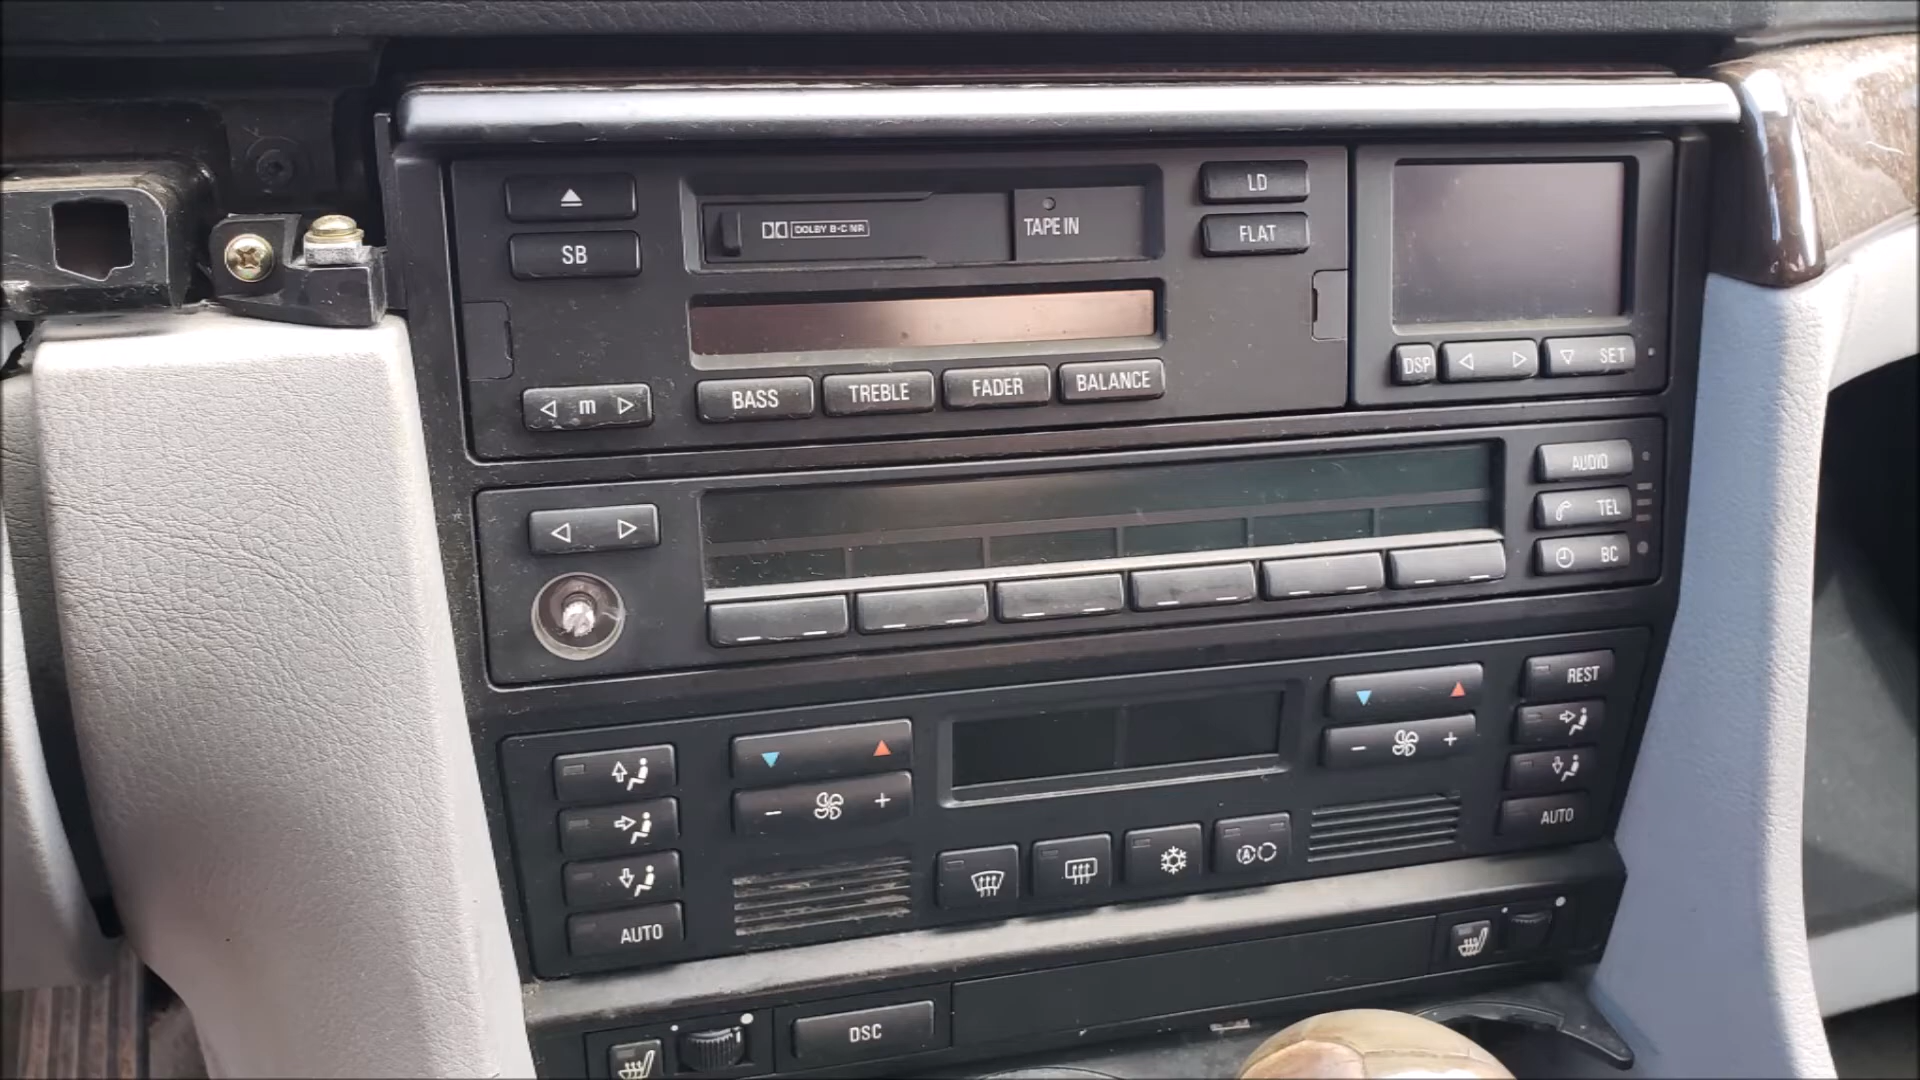 LD
DOLBY B-C NR
TAPE IN
FLAT
SB
DSP
SET
m
BASS
TREBLE
FADER
BALANCE
AUDIO
TEL
BC
REST
- +
- +
AUTO
A
AUTO
DSC